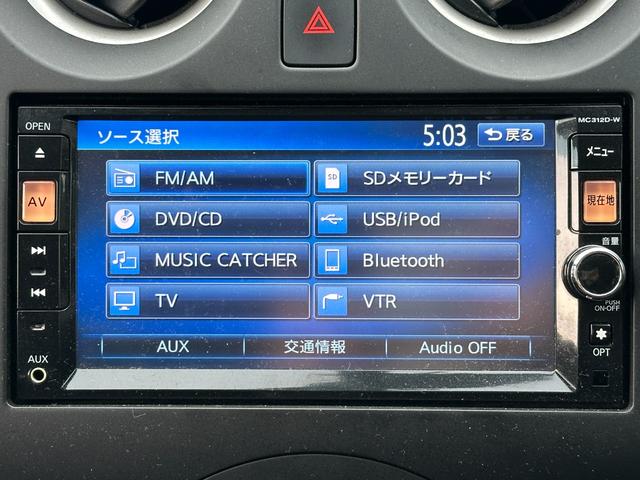 OPEN
MC312D-W
ソース選択 5:03 戻る
メニュー
FM/AM SDメモリーカード
AV
現在地
DVD/CD USB/iPod
音量
MUSIC CATCHER Bluetooth
TV VTR
PUSH
ON-OFF
AUX 交通情報 Audio OFF
AUX
OPT